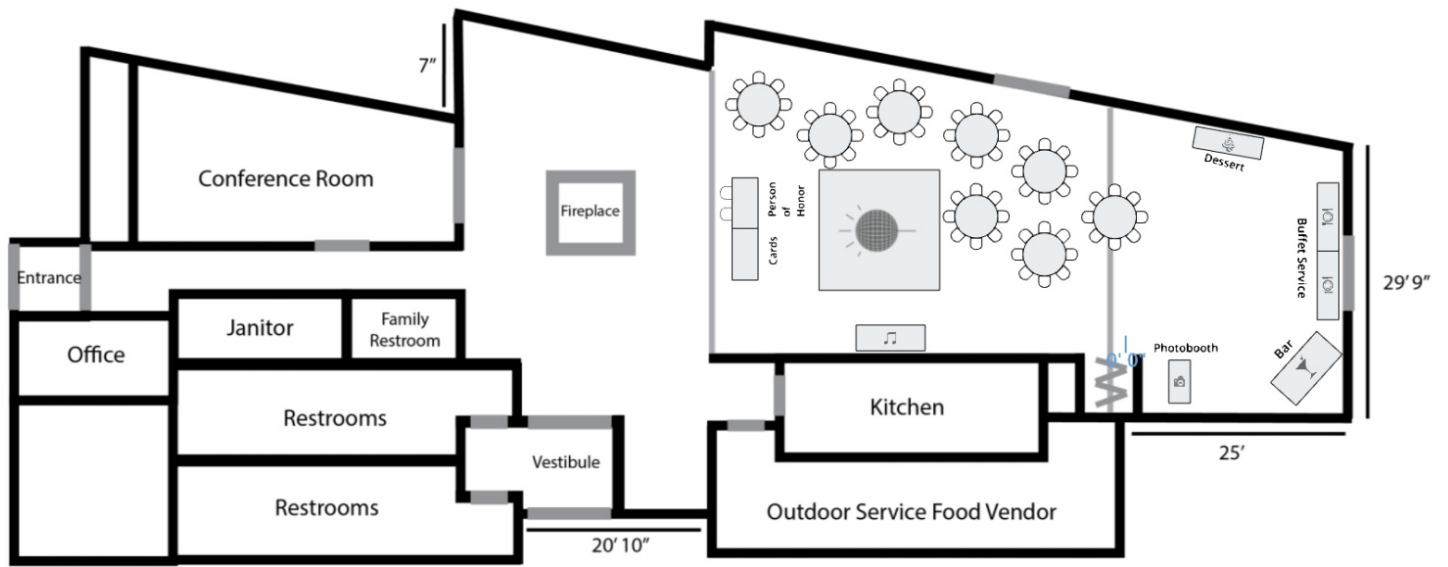 7”
Conference Room
Fireplace
Entrance
Office
Janitor
Family
Restroom
Restrooms
Restrooms
Vestibule
20’ 10”
Person
of
Honor
Cards
Kitchen
Outdoor Service Food Vendor
Dessert
Buffet Service
Bar
Photobooth
0’ 0”
29’ 9”
25’